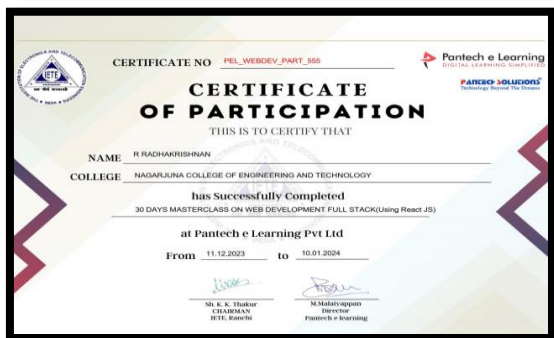 CERTIFICATE NO PEL_WEBDEV_PART_555
Pantech e Learning
DIGITAL LEARNING SIMPLIFIED
PANTECH SOLUTIONS
Technology Beyond The Dreams
IETE
CERTIFICATE
OF PARTICIPATION
THIS IS TO CERTIFY THAT
NAME R RADHAKRISHNAN
COLLEGE NAGARJUNA COLLEGE OF ENGINEERING AND TECHNOLOGY
has Successfully Completed
30 DAYS MASTERCLASS ON WEB DEVELOPMENT FULL STACK(Using React JS)
at Pantech e Learning Pvt Ltd
From 11.12.2023 to 10.01.2024
Sh. K. K. Thakur
CHAIRMAN
IETE, Ranchi
M.Malaiyappan
Director
Pantech e learning